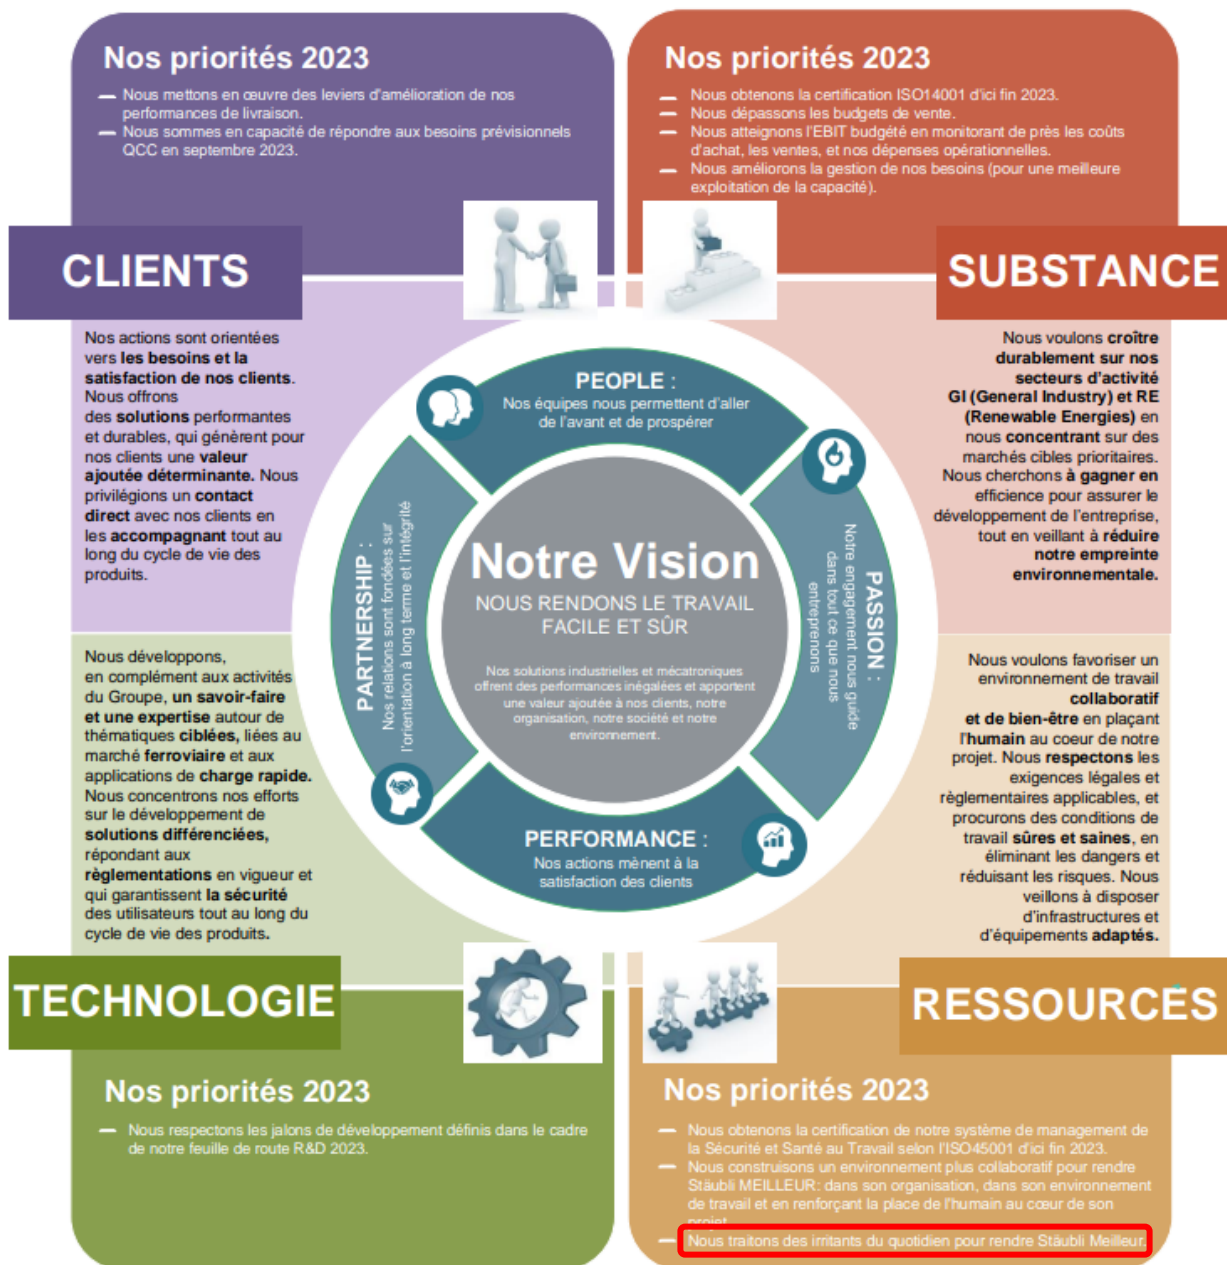 Nos priorités 2023
— Nous mettons en œuvre des leviers d'amélioration de nos
performances de livraison.
— Nous sommes en capacité de répondre aux besoins prévisionnels
QCC en septembre 2023.
Nos priorités 2023
— Nous obtenons la certification ISO14001 d'ici fin 2023.
— Nous dépassons les budgets de vente.
— Nous atteignons l'EBIT budgété en monitorant de près les coûts
d'achat, les ventes, et nos dépenses opérationnelles.
— Nous améliorons la gestion de nos besoins (pour une meilleure
exploitation de la capacité).
CLIENTS
SUBSTANCE
Nos actions sont orientées
vers les besoins et la
satisfaction de nos clients.
Nous offrons
des solutions performantes
et durables, qui génèrent pour
nos clients une valeur
ajoutée déterminante. Nous
privilégions un contact
direct avec nos clients en
les accompagnant tout au
long du cycle de vie des
produits.
Nous voulons croître
durablement sur nos
secteurs d'activité
GI (General Industry) et RE
(Renewable Energies) en
nous concentrant sur des
marchés cibles prioritaires.
Nous cherchons à gagner en
efficience pour assurer le
développement de l'entreprise,
tout en veillant à réduire
notre empreinte
environnementale.
PEOPLE :
Nos équipes nous permettent d'aller
de l'avant et de prospérer
PARTNERSHIP :
Nos relations sont fondées sur
l'orientation à long terme et l'intégrité
Notre Vision
NOUS RENDONS LE TRAVAIL
FACILE ET SÛR
Nos solutions industrielles et mécatroniques
offrent des performances inégalées et apportent
une valeur ajoutée à nos clients, notre
organisation, notre société et notre
environnement.
PASSION :
Notre engagement nous guide
dans tout ce que nous
entreprenons
PERFORMANCE :
Nos actions mènent à la
satisfaction des clients
Nous développons,
en complément aux activités
du Groupe, un savoir-faire
et une expertise autour de
thématiques ciblées, liées au
marché ferroviaire et aux
applications de charge rapide.
Nous concentrons nos efforts
sur le développement de
solutions différenciées,
répondant aux
règlementations en vigueur et
qui garantissent la sécurité
des utilisateurs tout au long du
cycle de vie des produits.
Nous voulons favoriser un
environnement de travail
collaboratif
et de bien-être en plaçant
l'humain au coeur de notre
projet. Nous respectons les
exigences légales et
règlementaires applicables, et
procurons des conditions de
travail sûres et saines, en
éliminant les dangers et
réduisant les risques. Nous
veillons à disposer
d'infrastructures et
d'équipements adaptés.
TECHNOLOGIE
RESSOURCES
Nos priorités 2023
— Nous respectons les jalons de développement définis dans le cadre
de notre feuille de route R&D 2023.
Nos priorités 2023
— Nous obtenons la certification de notre système de management de
la Sécurité et Santé au Travail selon l'ISO45001 d'ici fin 2023.
— Nous construisons un environnement plus collaboratif pour rendre
Stäubli MEILLEUR: dans son organisation, dans son environnement
de travail et en renforçant la place de l'humain au cœur de son
projet
— Nous traitons des irritants du quotidien pour rendre Stäubli Meilleur.